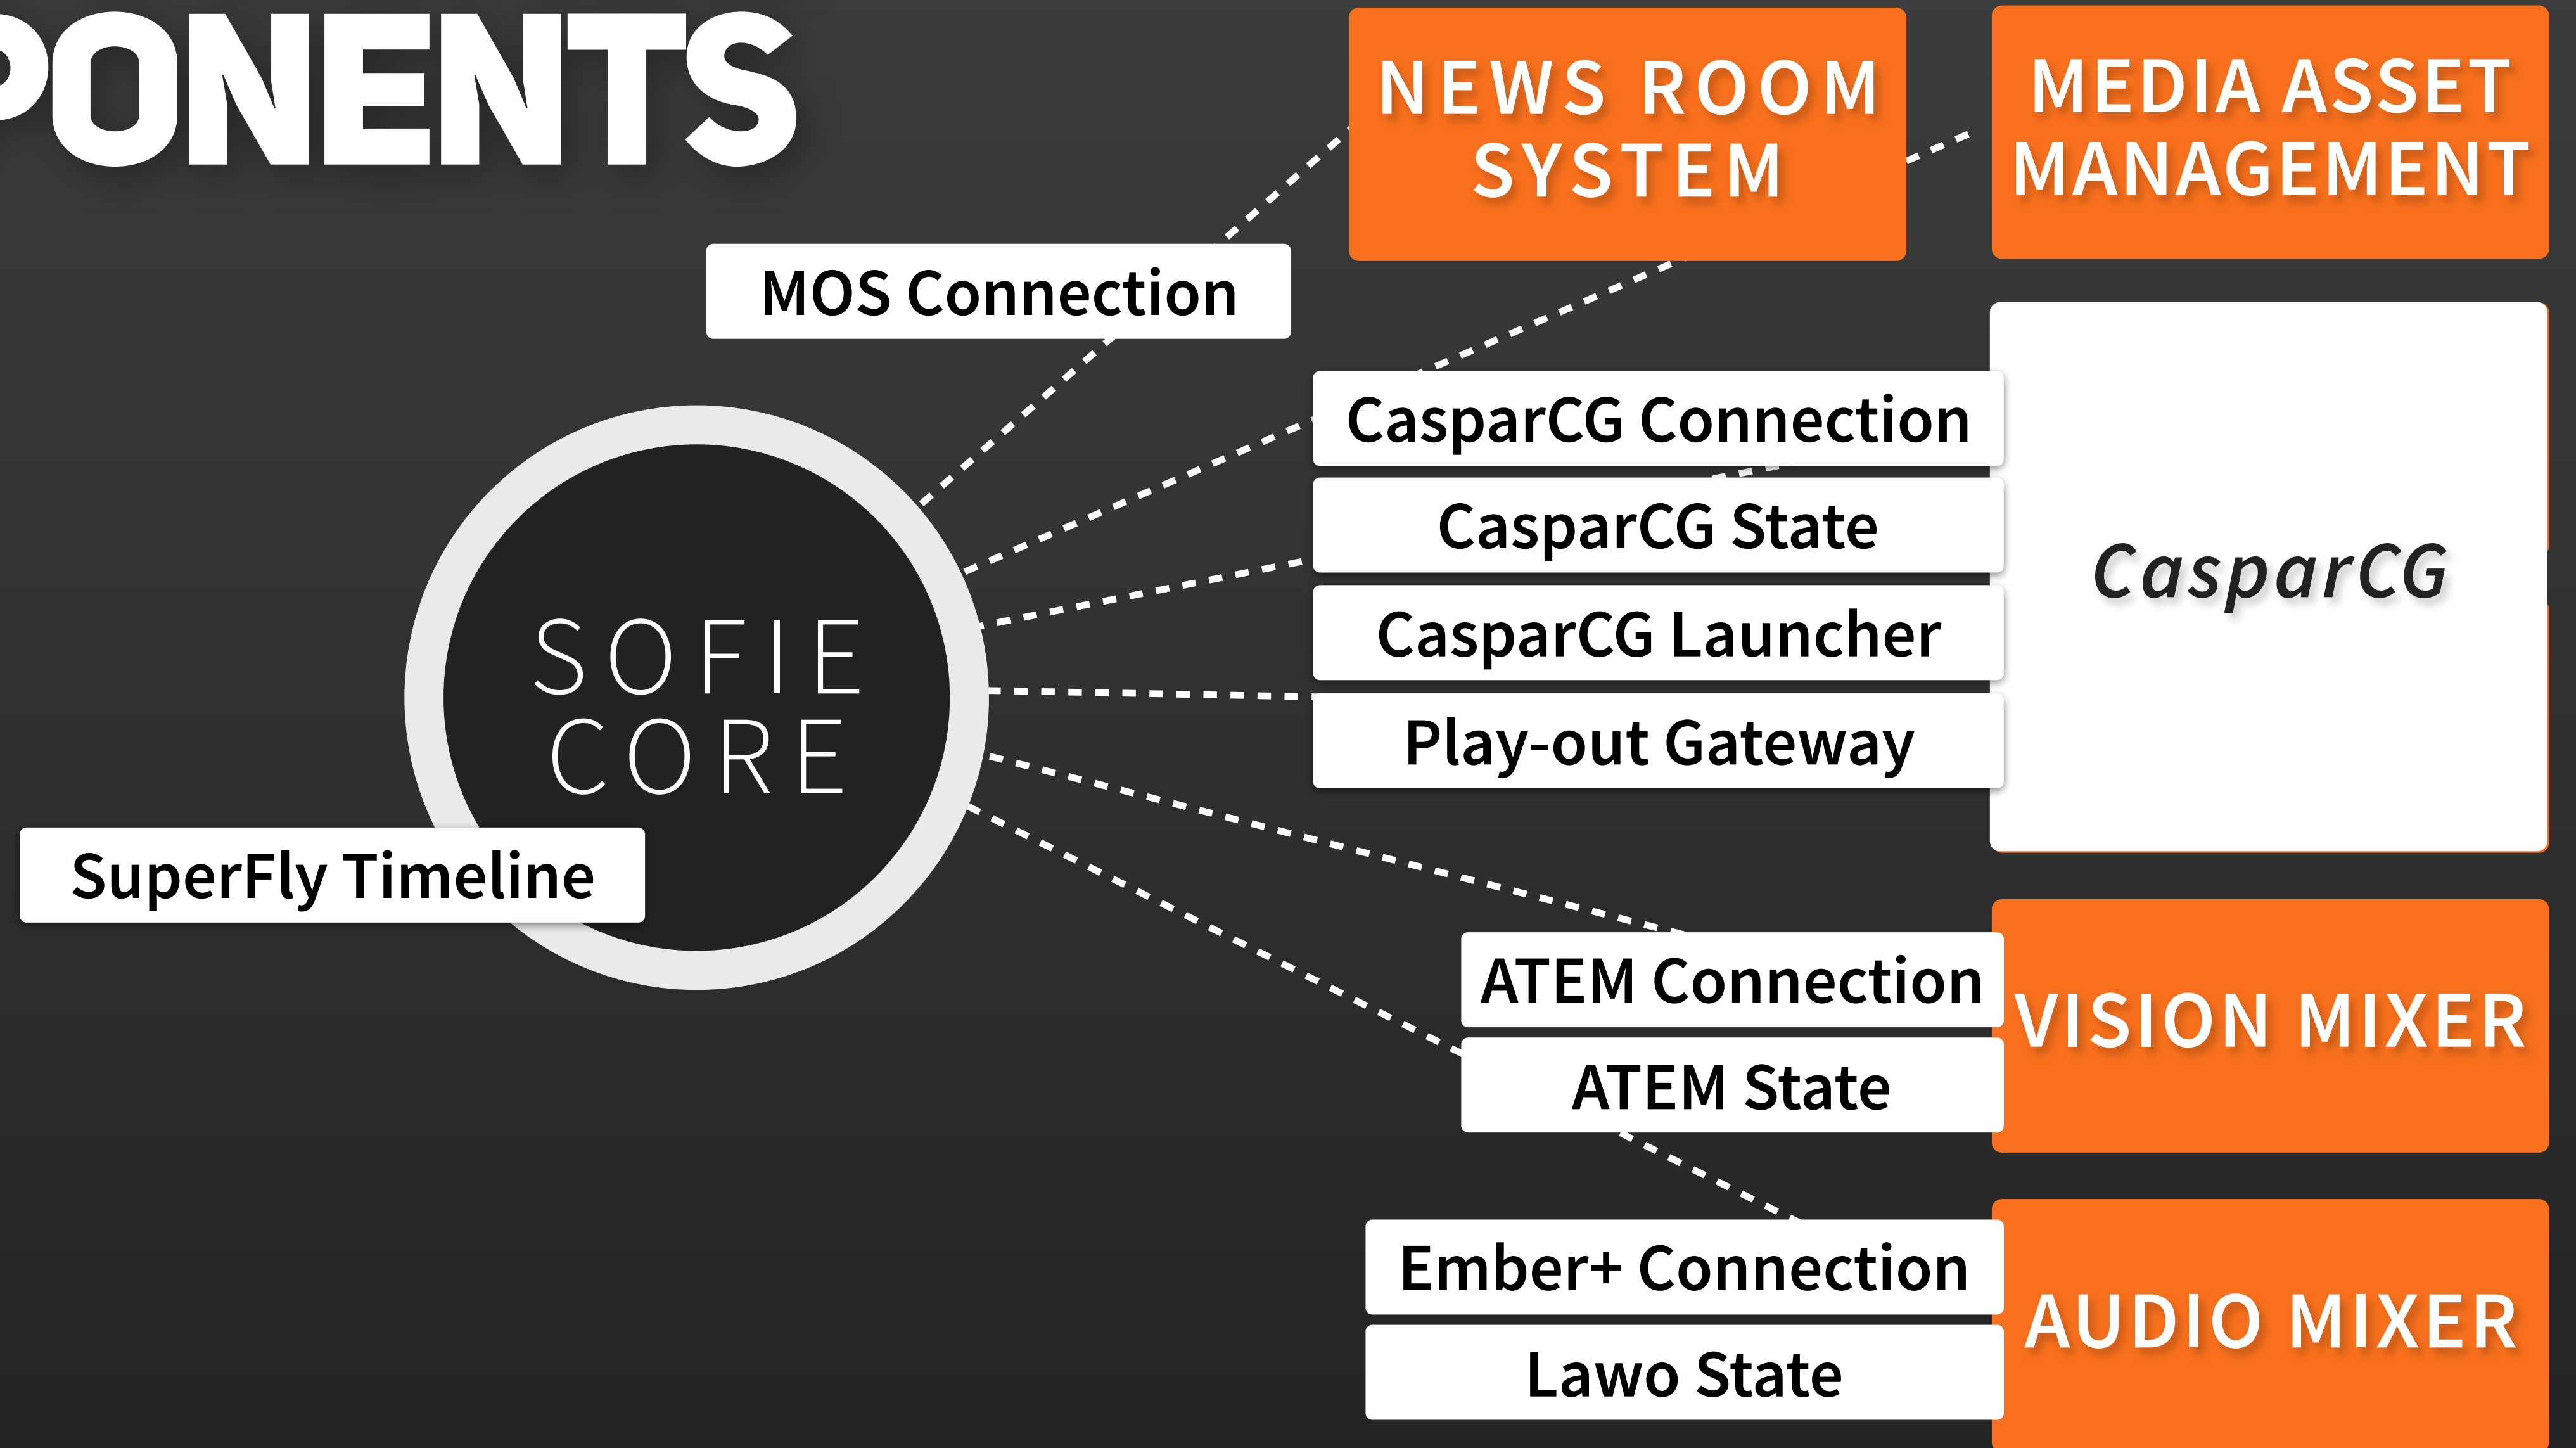 PONENTS
NEWS ROOM
SYSTEM
MEDIA ASSET
MANAGEMENT
MOS Connection
CasparCG Connection
CasparCG State
CasparCG Launcher
Play-out Gateway
CasparCG
SOFIE
CORE
SuperFly Timeline
ATEM Connection
ATEM State
VISION MIXER
Ember+ Connection
Lawo State
AUDIO MIXER